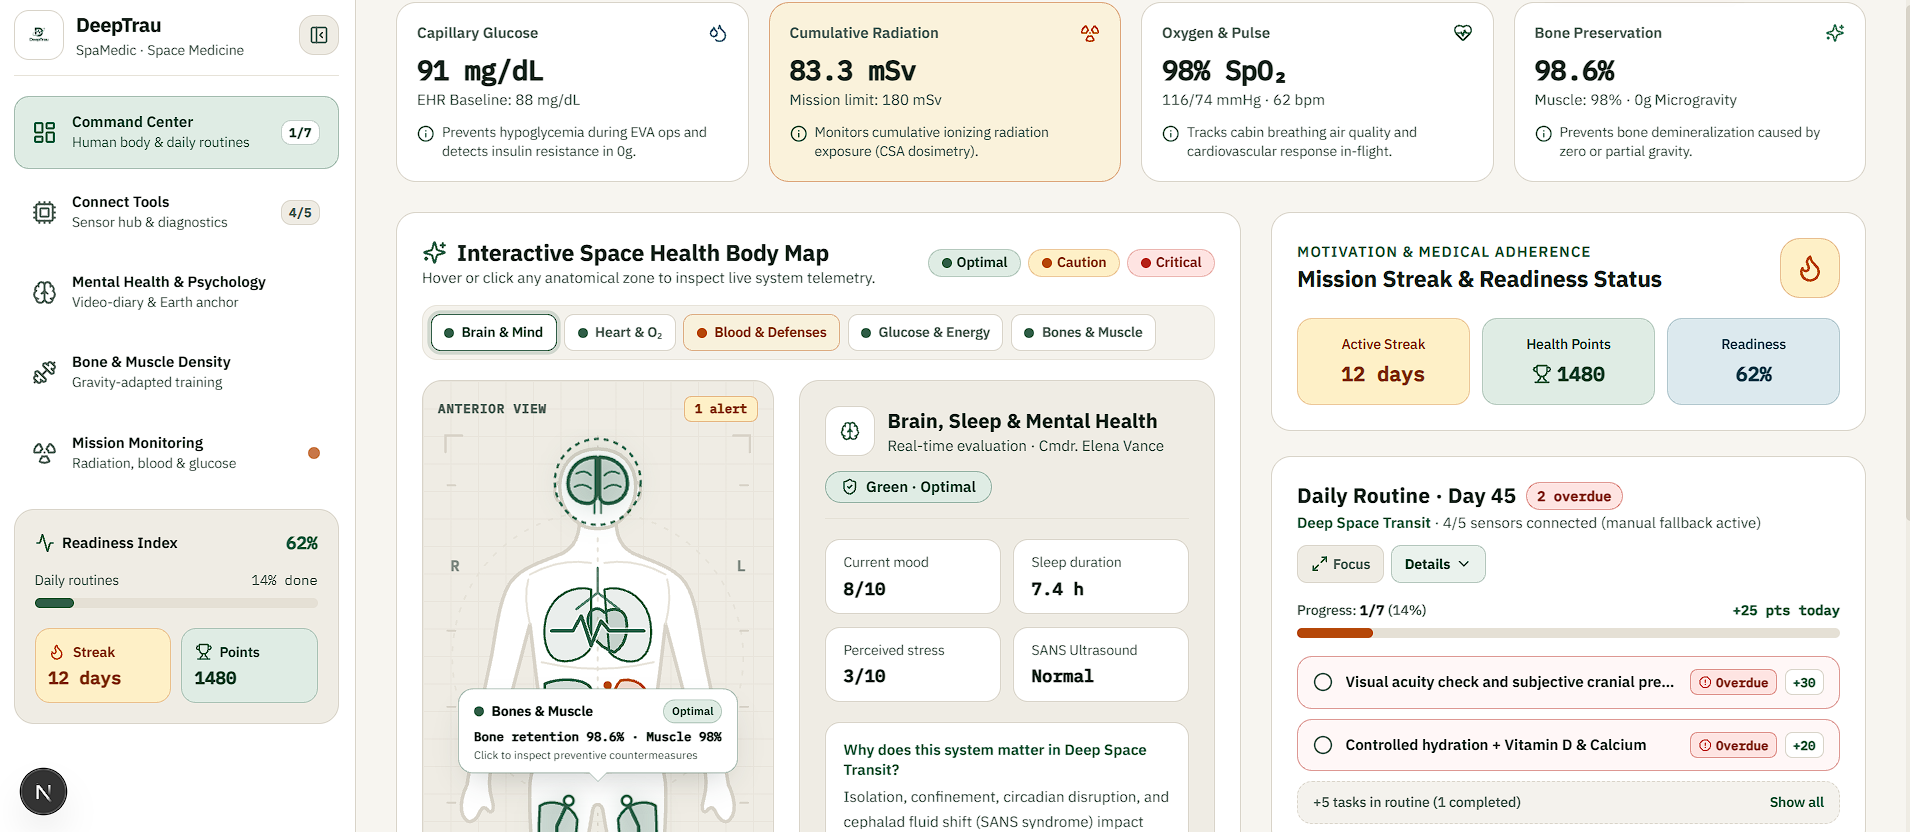 DeepTrau
SpaMedic · Space Medicine
Command Center
Human body & daily routines
1/7
Connect Tools
Sensor hub & diagnostics
4/5
Mental Health & Psychology
Video-diary & Earth anchor
Bone & Muscle Density
Gravity-adapted training
Mission Monitoring
Radiation, blood & glucose
Readiness Index
62%
Daily routines
14% done
Streak
12 days
Points
1480
N
Capillary Glucose
91 mg/dL
EHR Baseline: 88 mg/dL
Prevents hypoglycemia during EVA ops and
detects insulin resistance in 0g.
Cumulative Radiation
83.3 mSv
Mission limit: 180 mSv
Monitors cumulative ionizing radiation
exposure (CSA dosimetry).
Oxygen & Pulse
98% SpO₂
116/74 mmHg · 62 bpm
Tracks cabin breathing air quality and
cardiovascular response in-flight.
Bone Preservation
98.6%
Muscle: 98% · 0g Microgravity
Prevents bone demineralization caused by
zero or partial gravity.
Interactive Space Health Body Map
Hover or click any anatomical zone to inspect live system telemetry.
Optimal
Caution
Critical
Brain & Mind
Heart & O₂
Blood & Defenses
Glucose & Energy
Bones & Muscle
ANTERIOR VIEW
1 alert
R
L
Bones & Muscle
Optimal
Bone retention 98.6% · Muscle 98%
Click to inspect preventive countermeasures
Brain, Sleep & Mental Health
Real-time evaluation · Cmdr. Elena Vance
Green · Optimal
Current mood
8/10
Sleep duration
7.4 h
Perceived stress
3/10
SANS Ultrasound
Normal
Why does this system matter in Deep Space
Transit?
Isolation, confinement, circadian disruption, and
cephalad fluid shift (SANS syndrome) impact
MOTIVATION & MEDICAL ADHERENCE
Mission Streak & Readiness Status
Active Streak
12 days
Health Points
1480
Readiness
62%
Daily Routine · Day 45
2 overdue
Deep Space Transit · 4/5 sensors connected (manual fallback active)
Focus
Details
Progress: 1/7 (14%)
+25 pts today
Visual acuity check and subjective cranial pre...
Overdue
+30
Controlled hydration + Vitamin D & Calcium
Overdue
+20
+5 tasks in routine (1 completed)
Show all